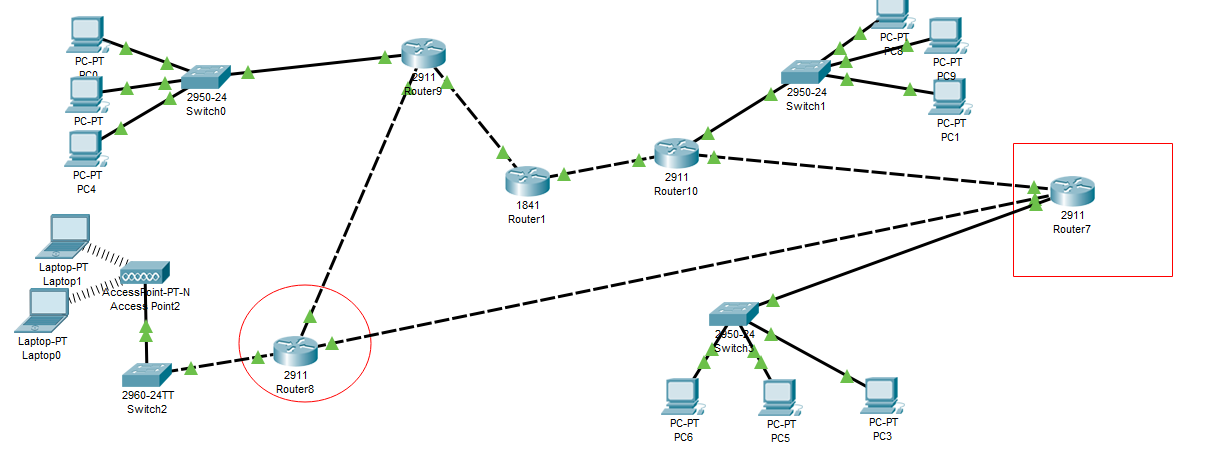 PC-PT
PC0
PC-PT
PC-PT
PC4
2950-24
Switch0
2911
Router9
PC-PT
PC8
PC-PT
PC9
2950-24
Switch1
PC-PT
PC1
2911
Router10
1841
Router1
2911
Router7
Laptop-PT
Laptop1
AccessPoint-PT-N
Access Point2
Laptop-PT
Laptop0
2950-24
2911
Router8
2960-24TT
Switch2
PC-PT
PC6
PC-PT
PC5
PC-PT
PC3